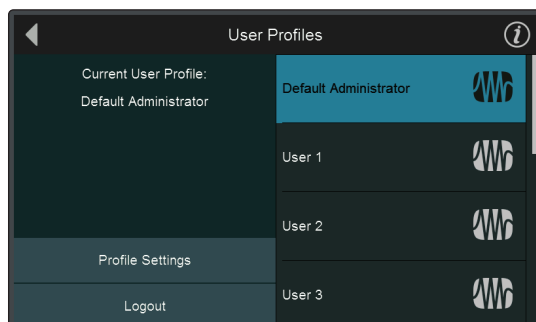 User Profiles
Current User Profile:
Default Administrator
Profile Settings
Logout
Default Administrator
User 1
User 2
User 3